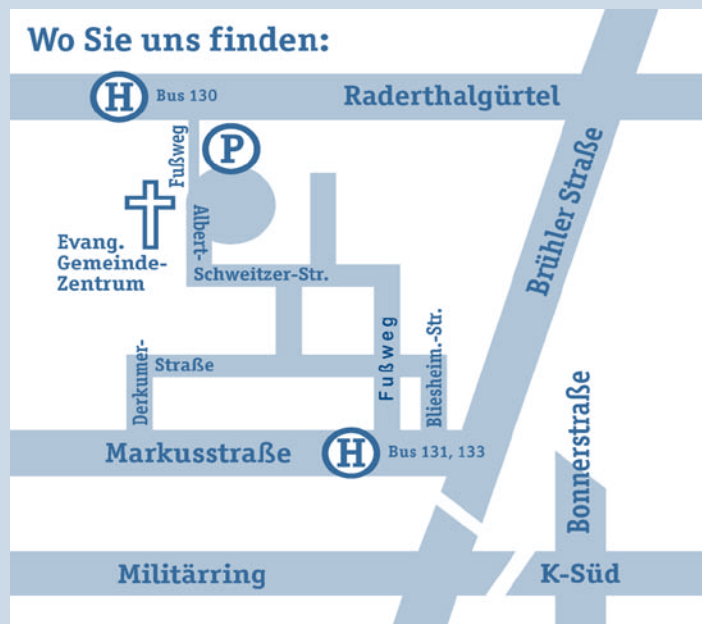 Wo Sie uns finden:
H Bus 130
Raderthalgürtel
Fußweg
P
Brühler Straße
Evang.
Gemeinde-
Zentrum
Albert-
Schweitzer-Str.
Derkumer-
Straße
Fußweg
Bliesheim.-Str.
Bonnerstraße
Markusstraße
H Bus 131, 133
Militärring
K-Süd